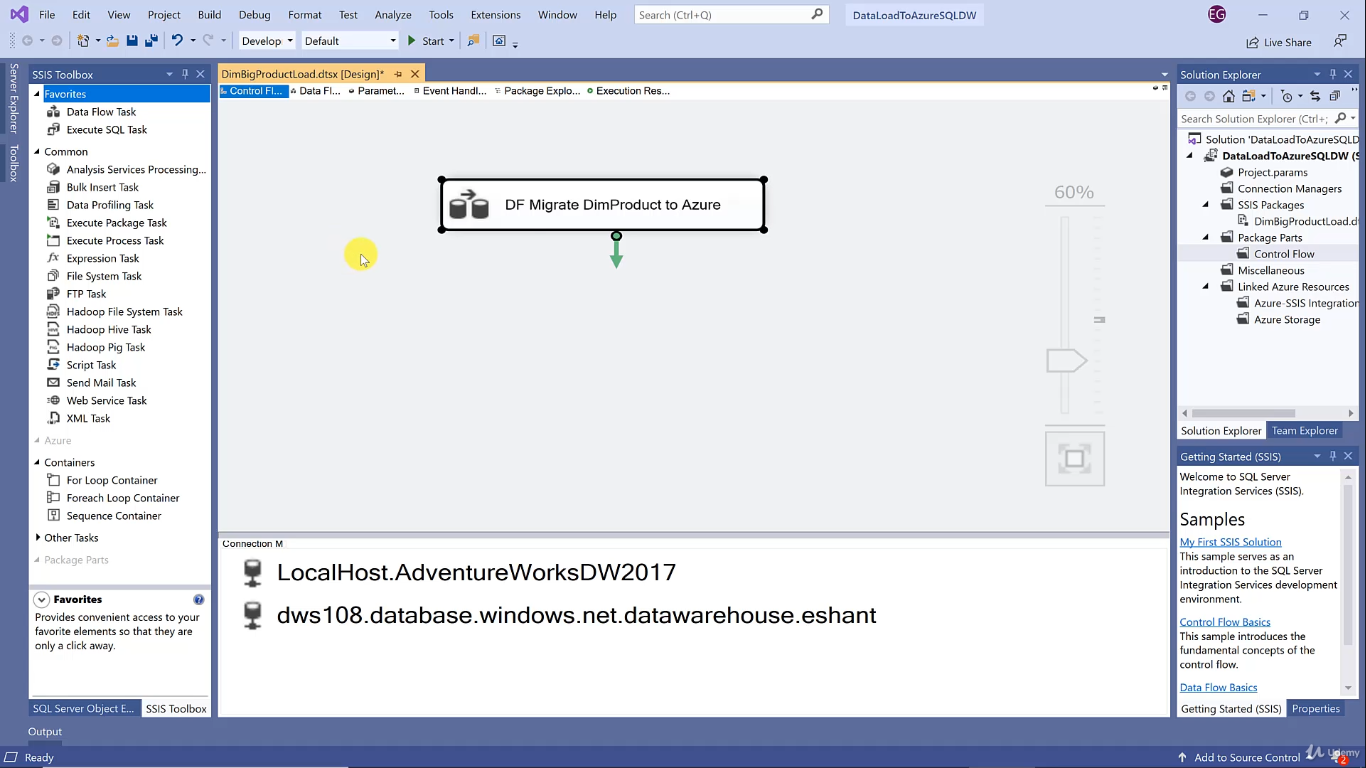 File Edit View Project Build Debug Format Test Analyze Tools Extensions Window Help Search (Ctrl+Q) DataLoadToAzureSQLDW EG
Develop Default Start Live Share
Server Explorer
Toolbox
SSIS Toolbox
Favorites
Data Flow Task
Execute SQL Task
Common
Analysis Services Processing...
Bulk Insert Task
Data Profiling Task
Execute Package Task
Execute Process Task
Expression Task
File System Task
FTP Task
Hadoop File System Task
Hadoop Hive Task
Hadoop Pig Task
Script Task
Send Mail Task
Web Service Task
XML Task
Azure
Containers
For Loop Container
Foreach Loop Container
Sequence Container
Other Tasks
Package Parts
Favorites
Provides convenient access to your
favorite elements so that they are
only a click away.
SQL Server Object E... SSIS Toolbox
DimBigProductLoad.dtsx [Design]*
Control Fl... Data Fl... Paramet... Event Handl... Package Explo... Execution Res...
DF Migrate DimProduct to Azure
60%
Connection M
LocalHost.AdventureWorksDW2017
dws108.database.windows.net.datawarehouse.eshant
Solution Explorer
Search Solution Explorer (Ctrl+;
Solution 'DataLoadToAzureSQLD
DataLoadToAzureSQLDW (S
Project.params
Connection Managers
SSIS Packages
DimBigProductLoad.dt
Package Parts
Control Flow
Miscellaneous
Linked Azure Resources
Azure-SSIS Integration
Azure Storage
Solution Explorer Team Explorer
Getting Started (SSIS)
Welcome to SQL Server
Integration Services (SSIS).
Samples
My First SSIS Solution
This sample serves as an
introduction to the SQL Server
Integration Services development
environment.
Control Flow Basics
This sample introduces the
fundamental concepts of the
control flow.
Data Flow Basics
Getting Started (SSIS) Properties
Output
Ready Add to Source Control 2
Udemy